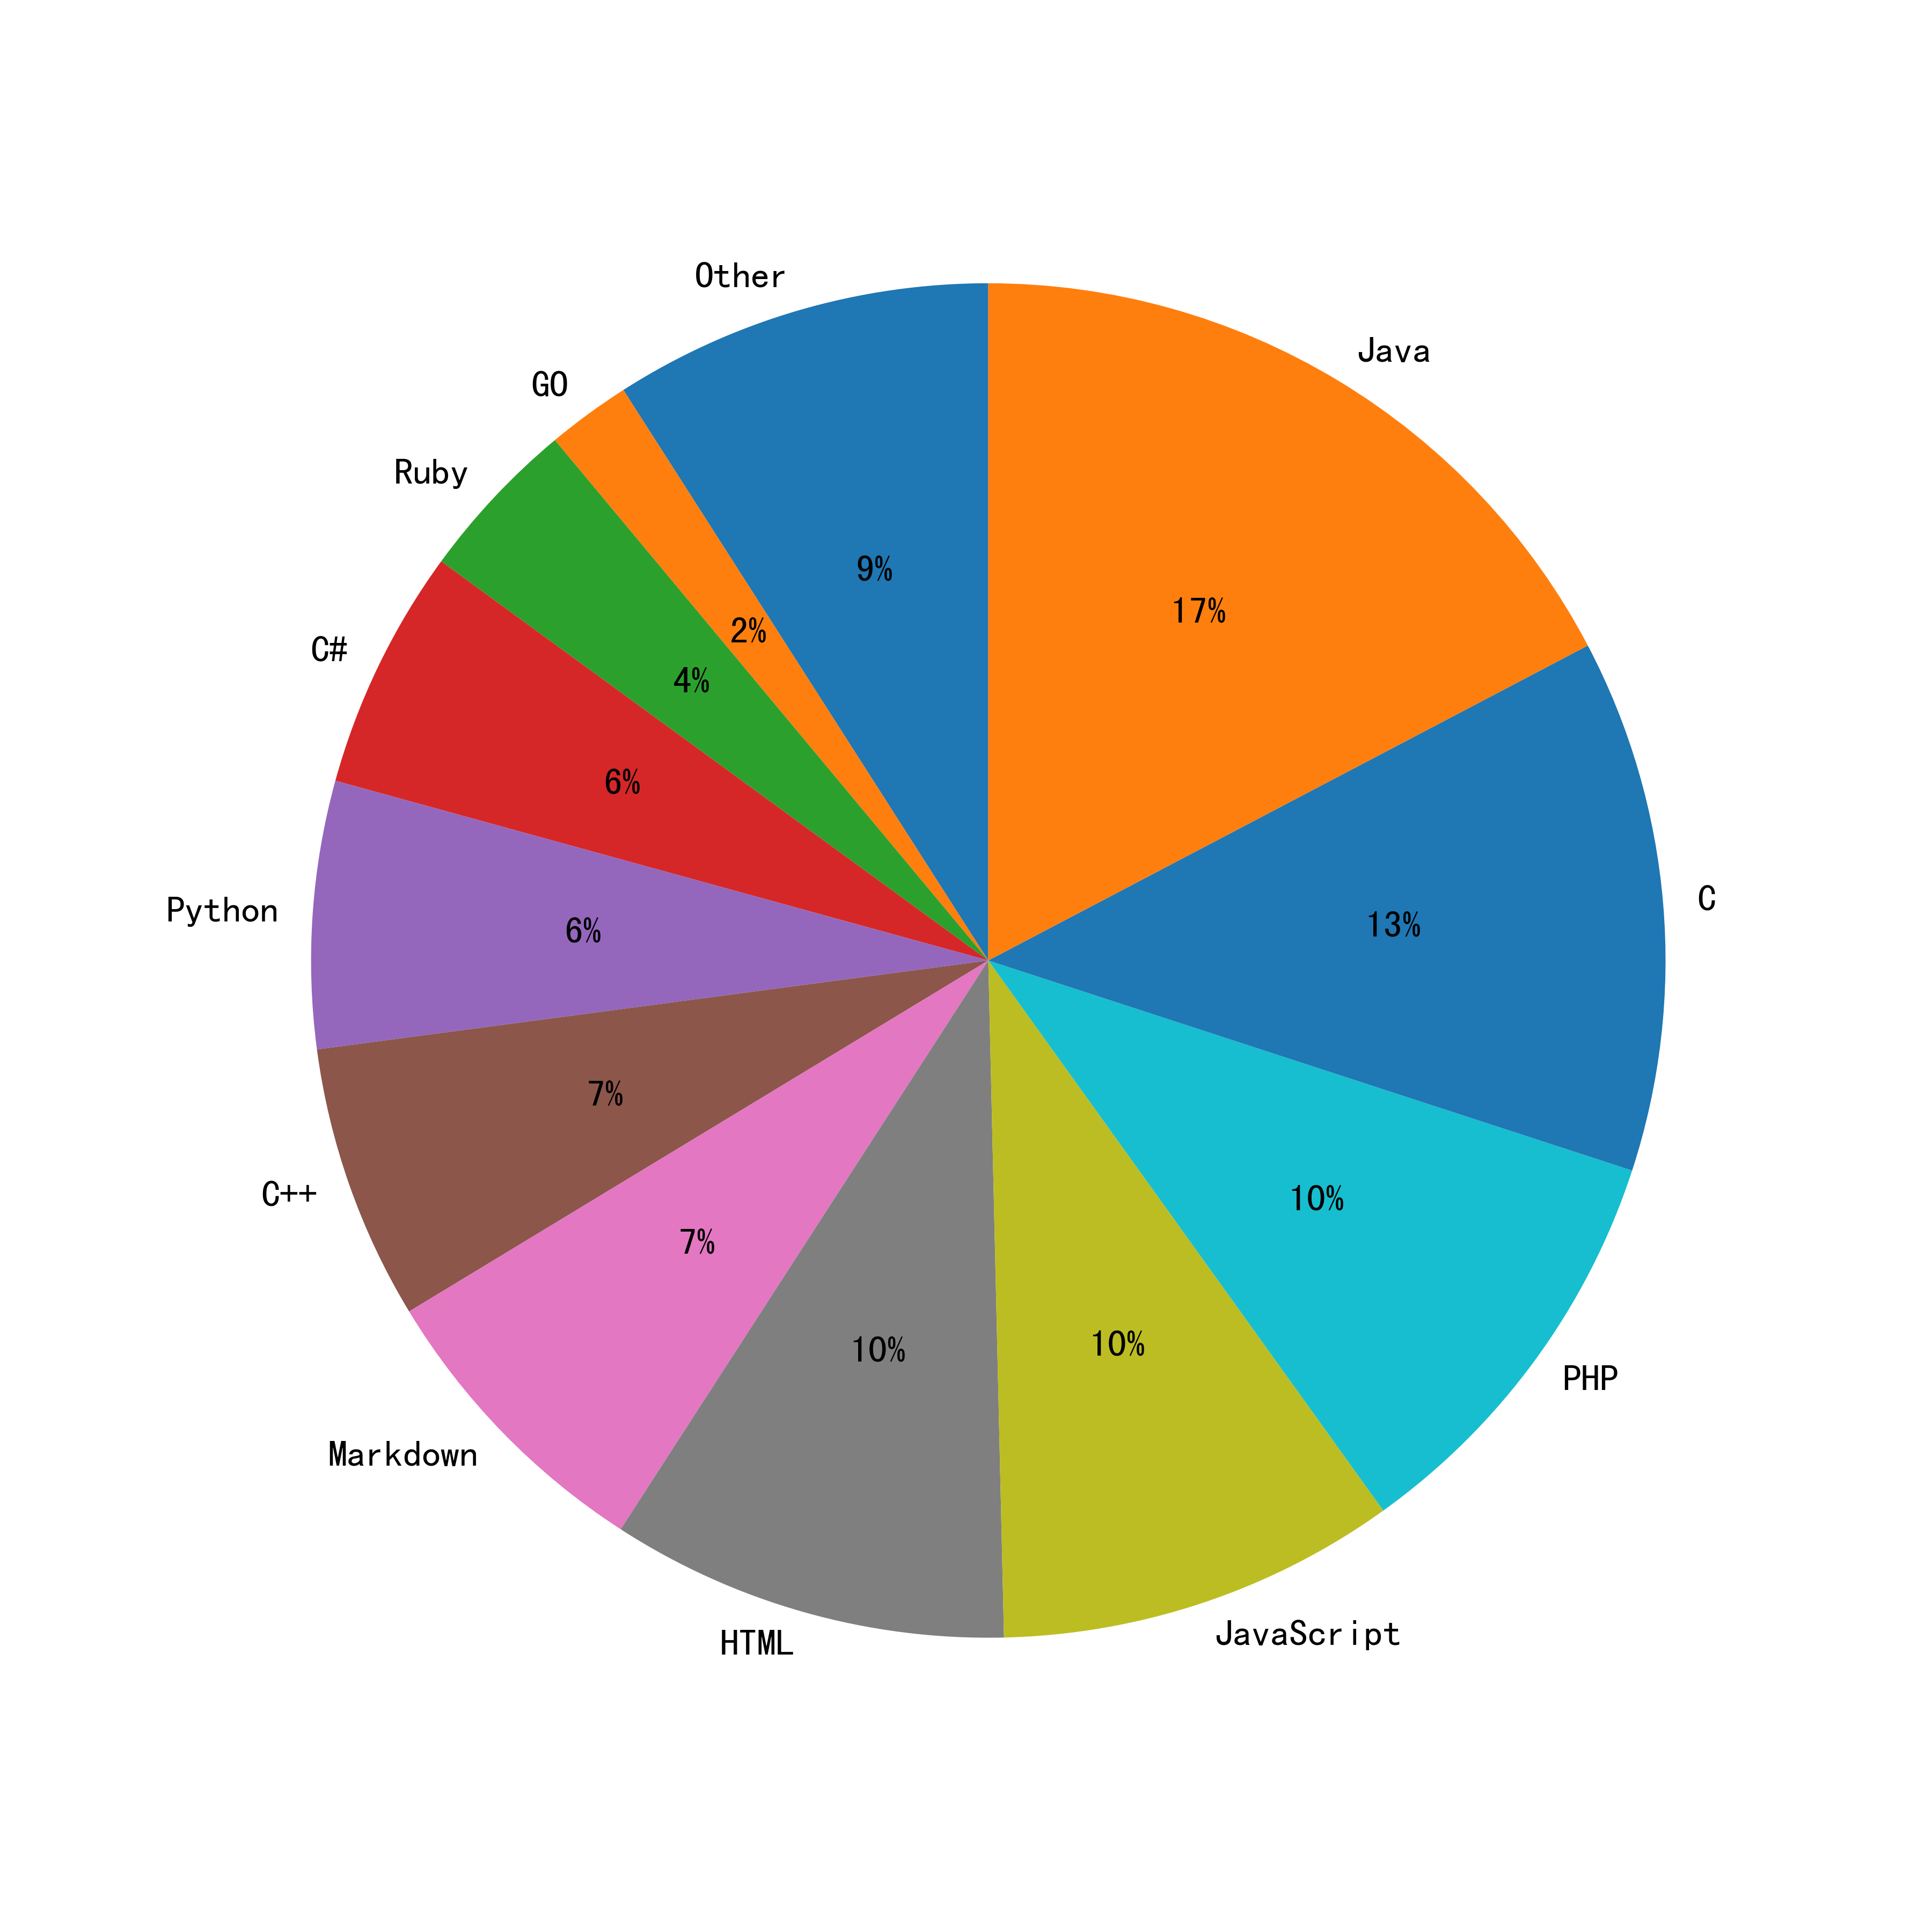 Other
Java
GO
Ruby
9%
17%
2%
C#
4%
6%
C
Python
6%
13%
7%
C++
10%
7%
10%
10%
PHP
Markdown
JavaScript
HTML